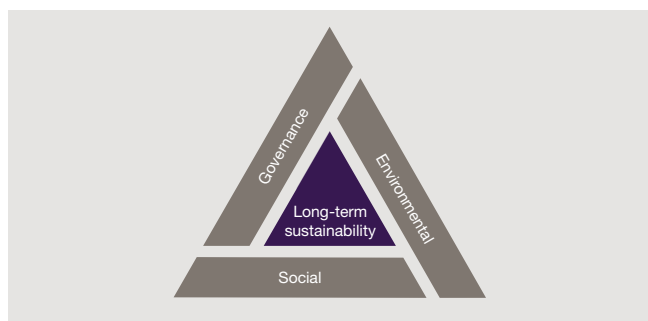 Governance
Environmental
Long-term
sustainability
Social